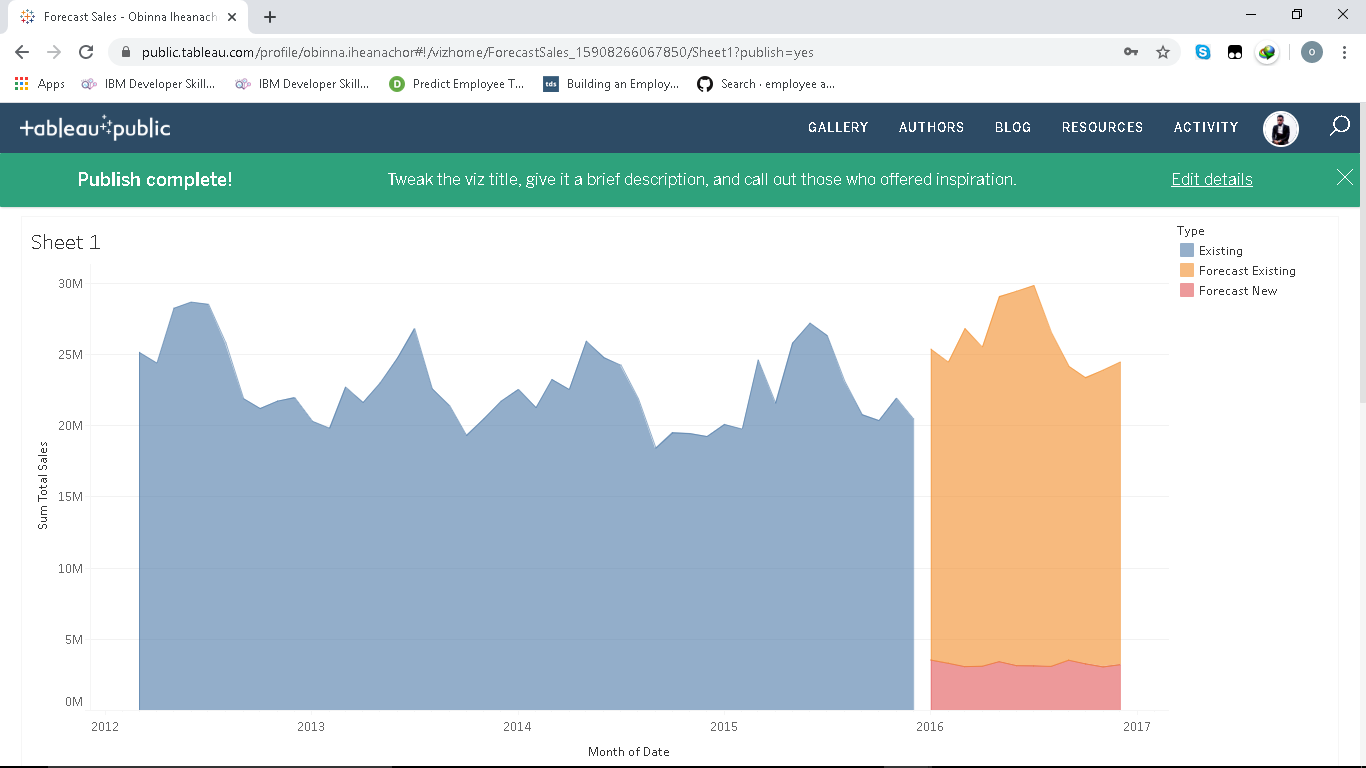 Forecast Sales - Obinna Iheanach
public.tableau.com/profile/obinna.iheanachor#!/vizhome/ForecastSales_15908266067850/Sheet1?publish=yes
o
Apps IBM Developer Skill... IBM Developer Skill... D Predict Employee T... tds Building an Employ... Search · employee a...
+ableau+public GALLERY AUTHORS BLOG RESOURCES ACTIVITY
Publish complete! Tweak the viz title, give it a brief description, and call out those who offered inspiration. Edit details
Sheet 1
Type
Existing
Forecast Existing
Forecast New
30M
25M
20M
15M
10M
5M
0M
Sum Total Sales
2012 2013 2014 2015 2016 2017
Month of Date